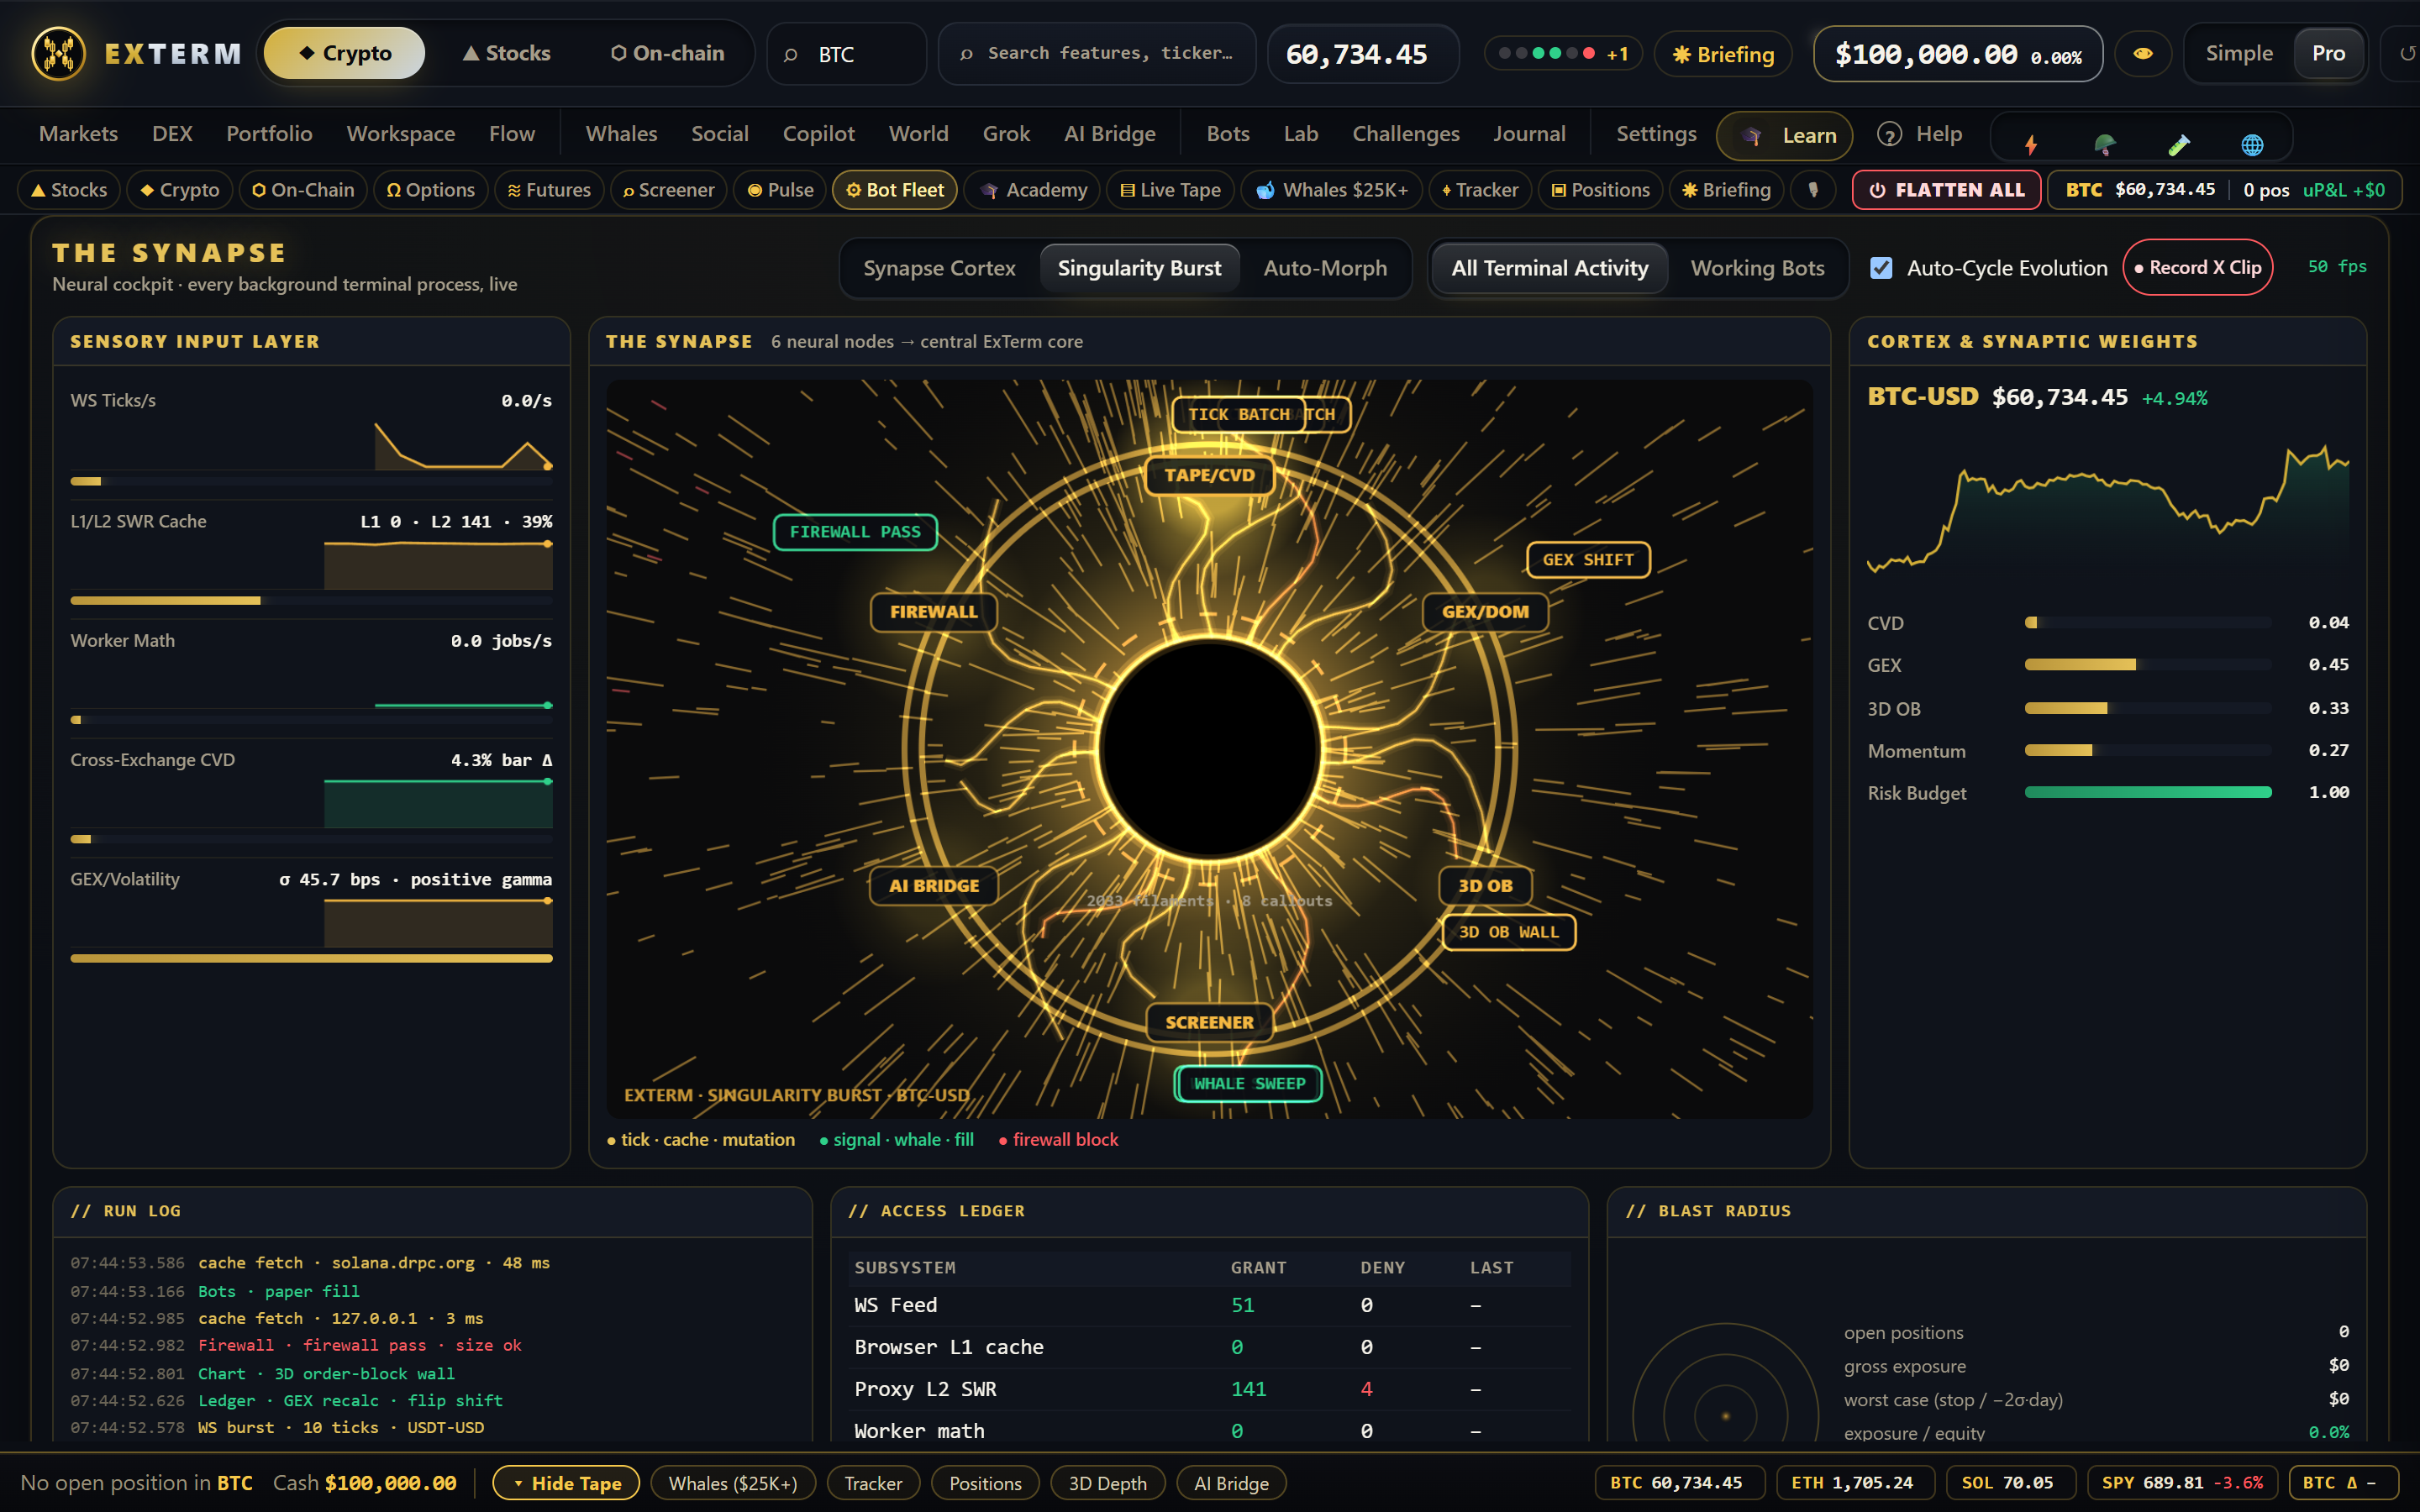 EXTERM
Crypto Stocks On-chain BTC Search features, ticker… 60,734.45 +1 Briefing $100,000.00 0.00% Simple Pro
Markets DEX Portfolio Workspace Flow Whales Social Copilot World Grok AI Bridge Bots Lab Challenges Journal Settings Learn ? Help
Stocks Crypto On-Chain Options Futures Screener Pulse Bot Fleet Academy Live Tape Whales $25K+ Tracker Positions Briefing FLATTEN ALL BTC $60,734.45 0 pos uP&L +$0
THE SYNAPSE
Neural cockpit · every background terminal process, live
Synapse Cortex Singularity Burst Auto-Morph All Terminal Activity Working Bots Auto-Cycle Evolution ● Record X Clip 50 fps
SENSORY INPUT LAYER
WS Ticks/s 0.0/s
L1/L2 SWR Cache L1 0 · L2 141 · 39%
Worker Math 0.0 jobs/s
Cross-Exchange CVD 4.3% bar Δ
GEX/Volatility σ 45.7 bps · positive gamma
THE SYNAPSE 6 neural nodes → central ExTerm core
TICK BATCH TCH
TAPE/CVD
FIREWALL PASS
GEX SHIFT
FIREWALL
GEX/DOM
AI BRIDGE
3D OB
2033 filaments · 8 callouts
3D OB WALL
SCREENER
WHALE SWEEP
EXTERM · SINGULARITY BURST · BTC-USD
● tick · cache · mutation ● signal · whale · fill ● firewall block
CORTEX & SYNAPTIC WEIGHTS
BTC-USD $60,734.45 +4.94%
CVD 0.04
GEX 0.45
3D OB 0.33
Momentum 0.27
Risk Budget 1.00
// RUN LOG
07:44:53.586 cache fetch · solana.drpc.org · 48 ms
07:44:53.166 Bots · paper fill
07:44:52.985 cache fetch · 127.0.0.1 · 3 ms
07:44:52.982 Firewall · firewall pass · size ok
07:44:52.801 Chart · 3D order-block wall
07:44:52.626 Ledger · GEX recalc · flip shift
07:44:52.578 WS burst · 10 ticks · USDT-USD
// ACCESS LEDGER
SUBSYSTEM GRANT DENY LAST
WS Feed 51 0 –
Browser L1 cache 0 0 –
Proxy L2 SWR 141 4 –
Worker math 0 0 –
// BLAST RADIUS
open positions 0
gross exposure $0
worst case (stop / −2σ·day) $0
exposure / equity 0.0%
No open position in BTC Cash $100,000.00 Hide Tape Whales ($25K+) Tracker Positions 3D Depth AI Bridge BTC 60,734.45 ETH 1,705.24 SOL 70.05 SPY 689.81 -3.6% BTC Δ –